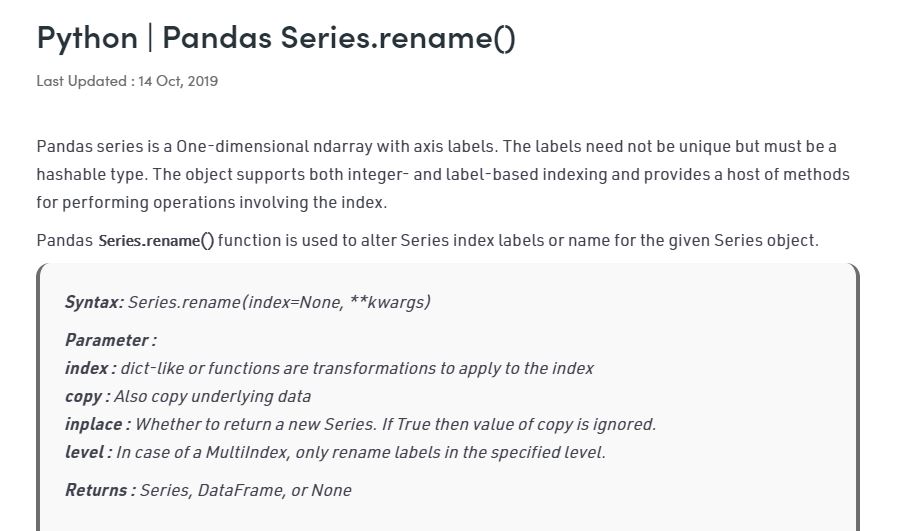 Python | Pandas Series.rename()
Last Updated : 14 Oct, 2019
Pandas series is a One-dimensional ndarray with axis labels. The labels need not be unique but must be a
hashable type. The object supports both integer- and label-based indexing and provides a host of methods
for performing operations involving the index.
Pandas Series.rename() function is used to alter Series index labels or name for the given Series object.
Syntax: Series.rename(index=None, **kwargs)
Parameter :
index : dict-like or functions are transformations to apply to the index
copy : Also copy underlying data
inplace : Whether to return a new Series. If True then value of copy is ignored.
level : In case of a MultiIndex, only rename labels in the specified level.
Returns : Series, DataFrame, or None